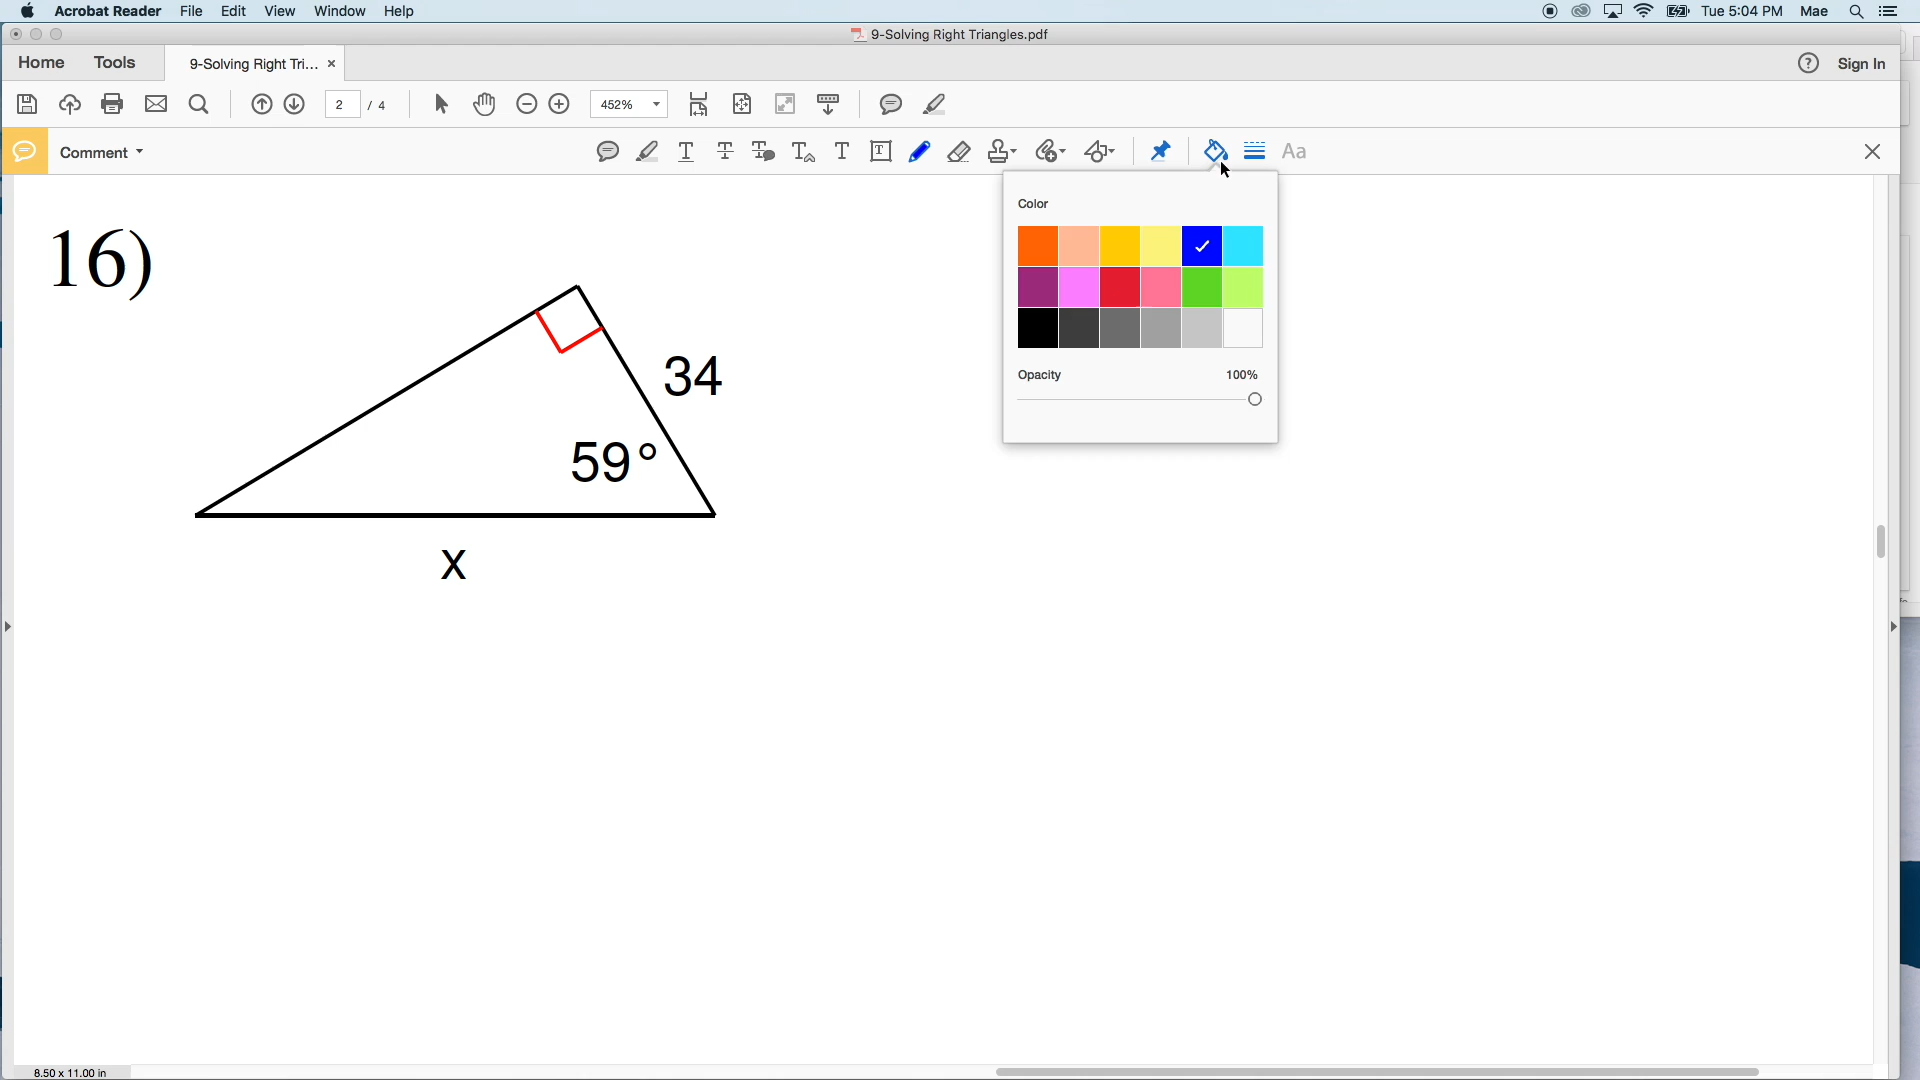 Acrobat Reader File Edit View Window Help Tue 5:04 PM Mae
9-Solving Right Triangles.pdf
Home Tools 9-Solving Right Tri... × ? Sign In
2 / 4 452%
Comment T T T T T T Aa
16)
34
59°
x
Color
Opacity 100%
8.50 x 11.00 in